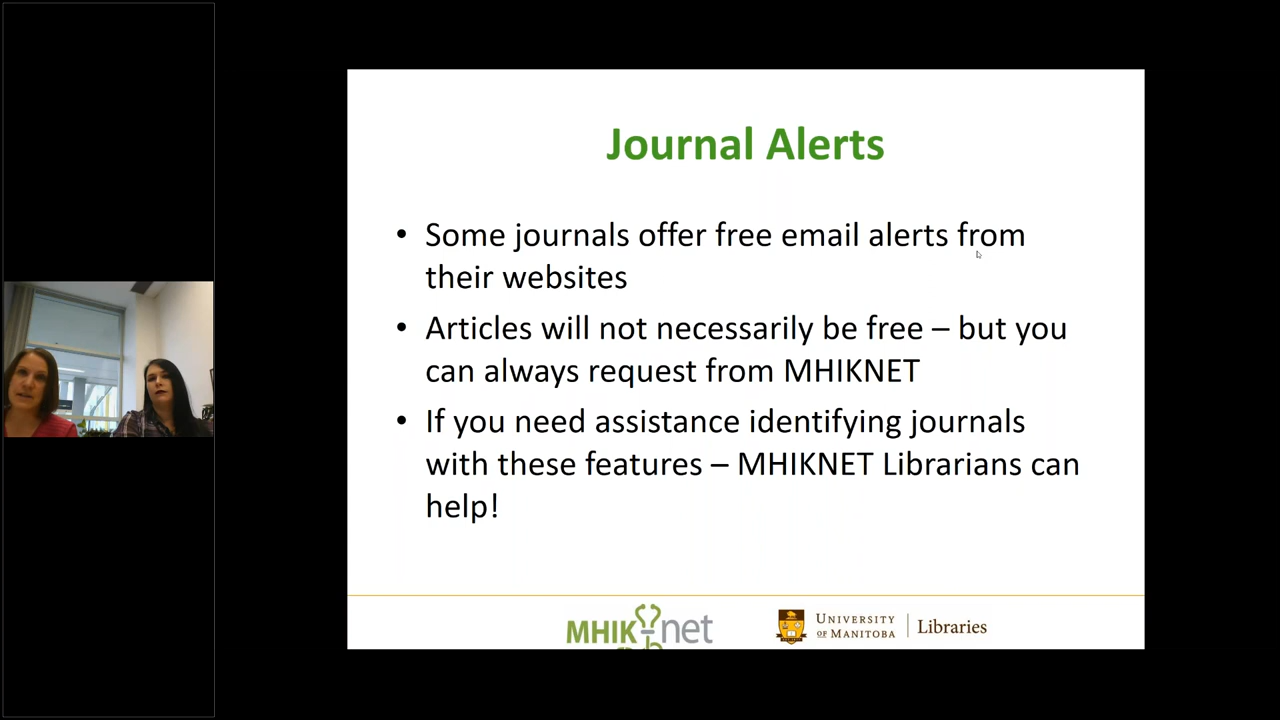 Journal Alerts
• Some journals offer free email alerts from
their websites
• Articles will not necessarily be free – but you
can always request from MHIKNET
• If you need assistance identifying journals
with these features – MHIKNET Librarians can
help!
MHIK-net
UNIVERSITY
OF MANITOBA
Libraries